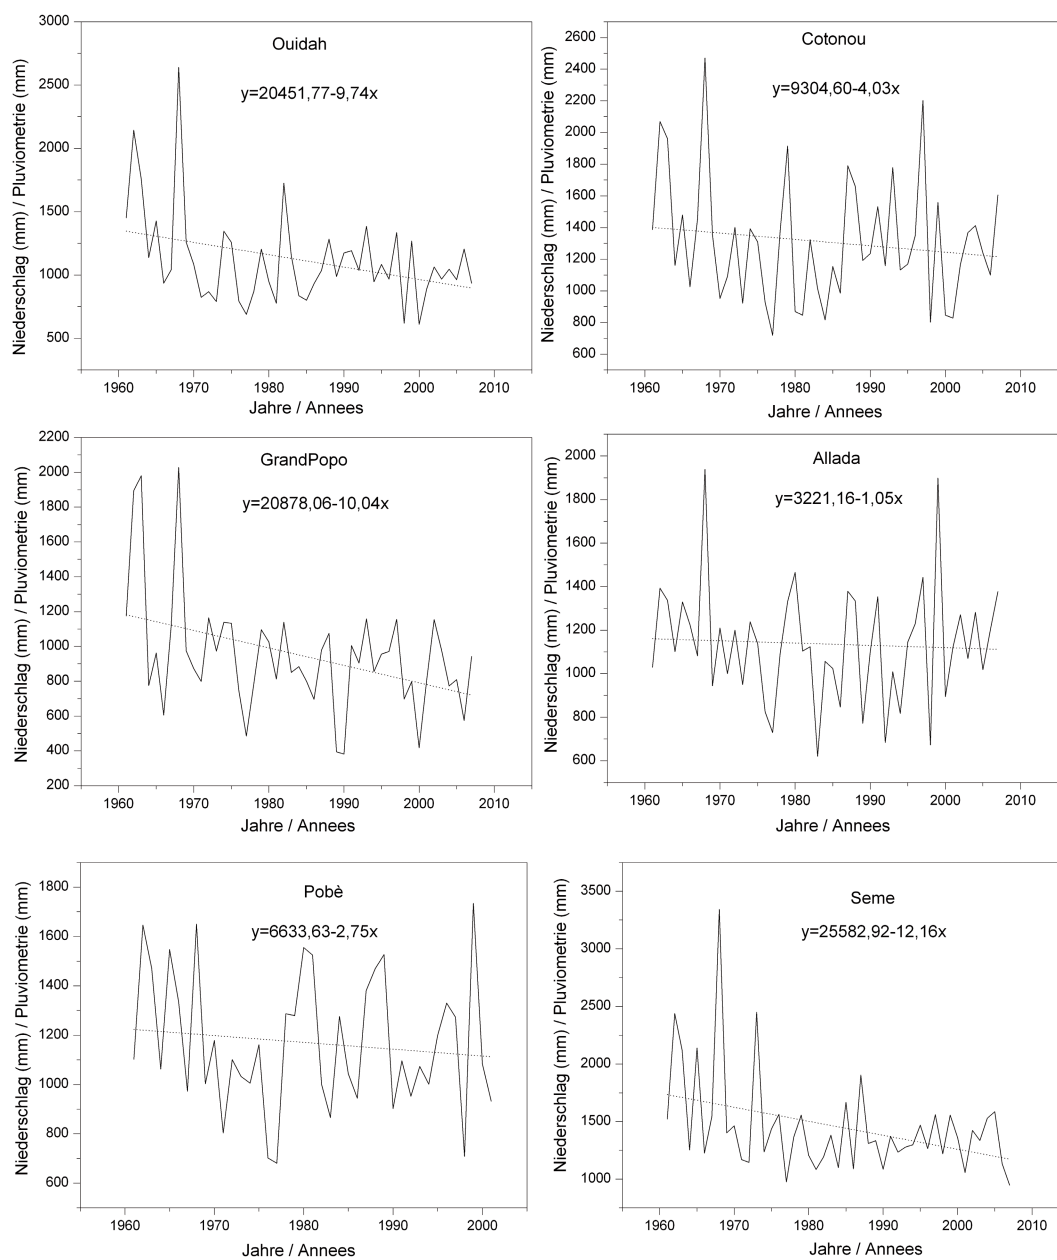 Ouidah
y=20451,77-9,74x
Niederschlag (mm) / Pluviometrie (mm)
3000
2500
2000
1500
1000
500
1960 1970 1980 1990 2000 2010
Jahre / Annees
Cotonou
y=9304,60-4,03x
Niederschlag (mm) / Pluviometrie (mm)
2600
2400
2200
2000
1800
1600
1400
1200
1000
800
600
1960 1970 1980 1990 2000 2010
Jahre / Annees
GrandPopo
y=20878,06-10,04x
Niederschlag (mm) / Pluviometrie (mm)
2200
2000
1800
1600
1400
1200
1000
800
600
400
200
1960 1970 1980 1990 2000 2010
Jahre / Annees
Allada
y=3221,16-1,05x
Niederschlag (mm) / Pluviometrie (mm)
2000
1800
1600
1400
1200
1000
800
600
1960 1970 1980 1990 2000 2010
Jahre / Annees
Pobè
y=6633,63-2,75x
Niederschlag (mm) / Pluviometrie (mm)
1800
1600
1400
1200
1000
800
600
1960 1970 1980 1990 2000
Jahre / Annees
Seme
y=25582,92-12,16x
Niederschlag (mm) / Pluviometrie (mm)
3500
3000
2500
2000
1500
1000
1960 1970 1980 1990 2000 2010
Jahre / Annees